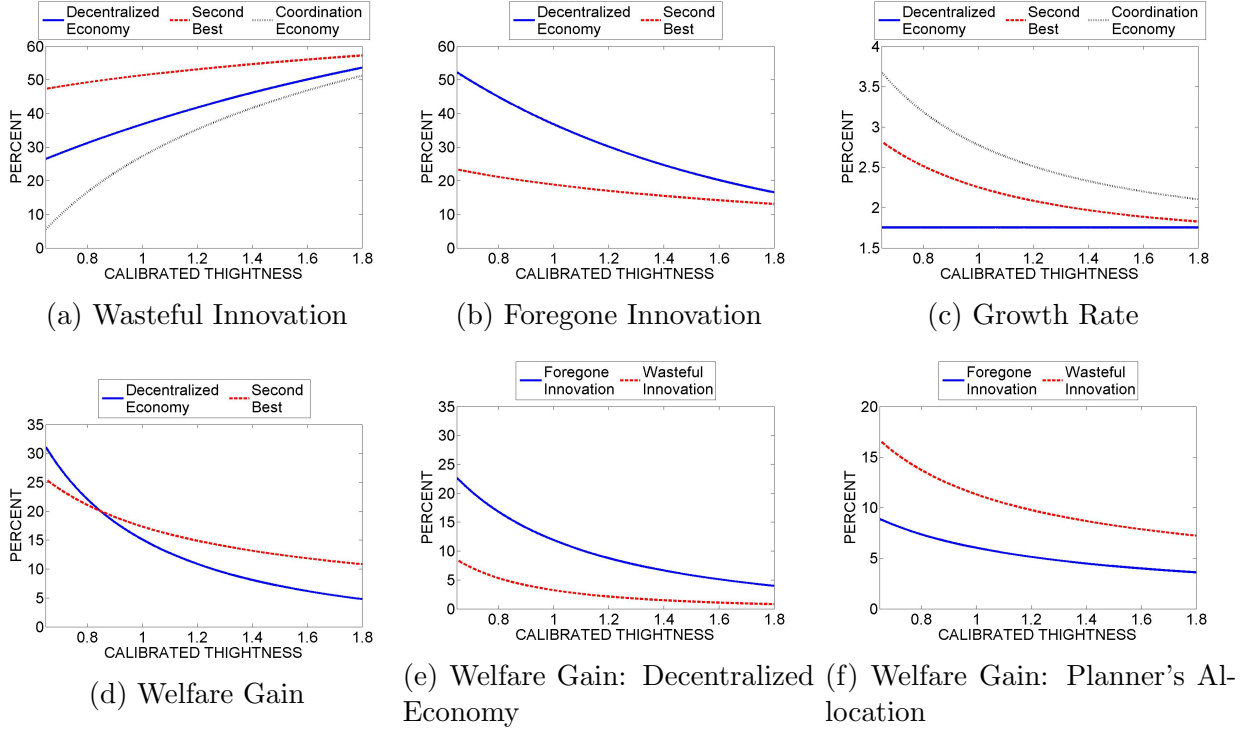 Decentralized Economy Second Best Coordination Economy
60
50
40
30
20
10
0
PERCENT
0.8 1 1.2 1.4 1.6 1.8
CALIBRATED THIGHTNESS
(a) Wasteful Innovation
Decentralized Economy Second Best
60
50
40
30
20
10
0
PERCENT
0.8 1 1.2 1.4 1.6 1.8
CALIBRATED THIGHTNESS
(b) Foregone Innovation
Decentralized Economy Second Best Coordination Economy
4
3.5
3
2.5
2
1.5
PERCENT
0.8 1 1.2 1.4 1.6 1.8
CALIBRATED THIGHTNESS
(c) Growth Rate
Decentralized Economy Second Best
35
30
25
20
15
10
5
0
PERCENT
0.8 1 1.2 1.4 1.6 1.8
CALIBRATED THIGHTNESS
(d) Welfare Gain
Foregone Innovation Wasteful Innovation
35
30
25
20
15
10
5
0
PERCENT
0.8 1 1.2 1.4 1.6 1.8
CALIBRATED THIGHTNESS
(e) Welfare Gain: Decentralized
Economy
Foregone Innovation Wasteful Innovation
20
15
10
5
0
PERCENT
0.8 1 1.2 1.4 1.6 1.8
CALIBRATED THIGHTNESS
(f) Welfare Gain: Planner's Al-
location